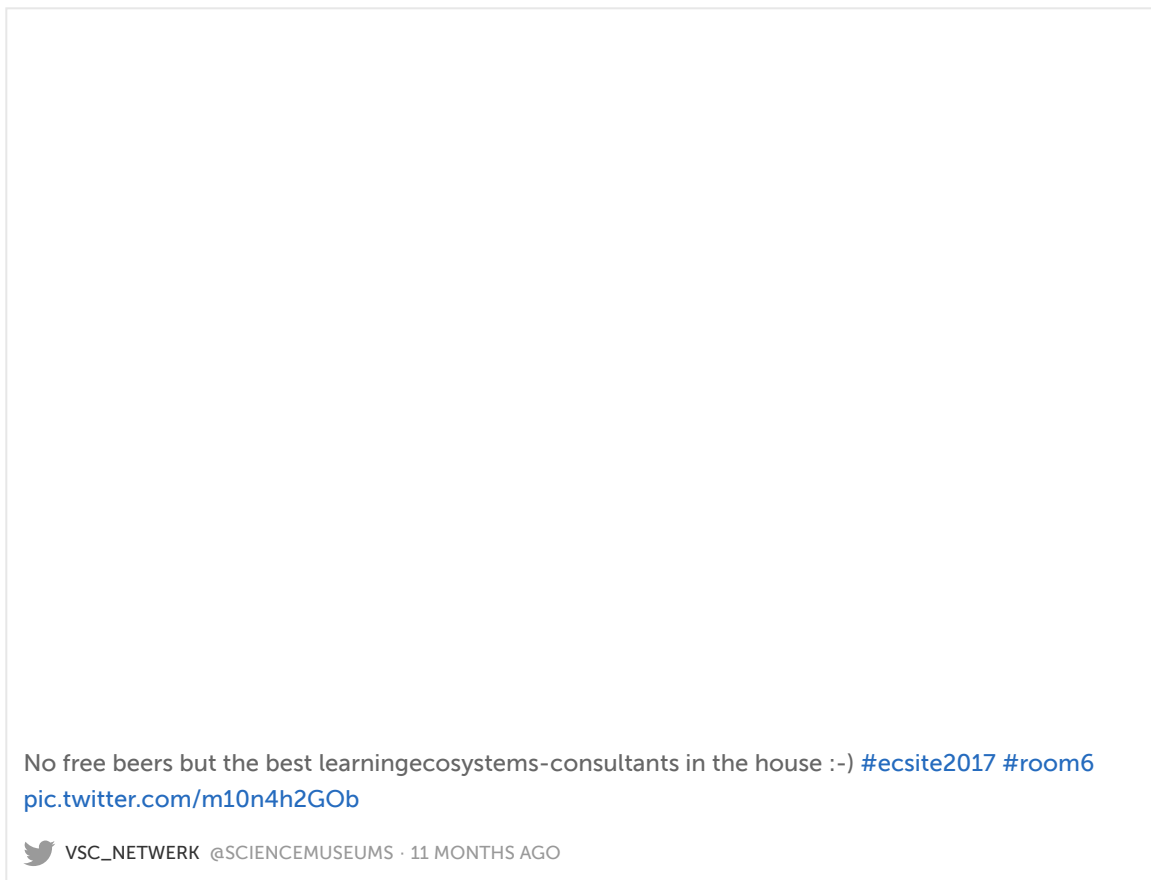 No free beers but the best learningecosystems-consultants in the house :-) #ecsite2017 #room6
pic.twitter.com/m10n4h2GOb
VSC_NETWERK @SCIENCEMUSEUMS · 11 MONTHS AGO